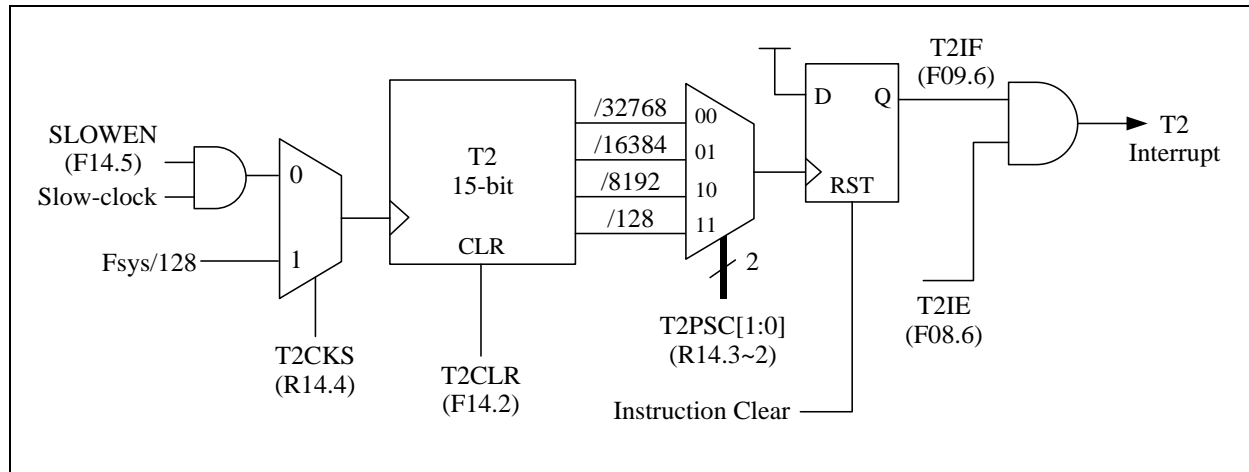 SLOWEN
(F14.5)
Slow-clock
Fsys/128
0
1
T2CKS
(R14.4)
T2
15-bit
CLR
T2CLR
(F14.2)
/32768
/16384
/8192
/128
00
01
10
11
2
T2PSC[1:0]
(R14.3~2)
D
Q
RST
Instruction Clear
T2IF
(F09.6)
T2IE
(F08.6)
T2
Interrupt